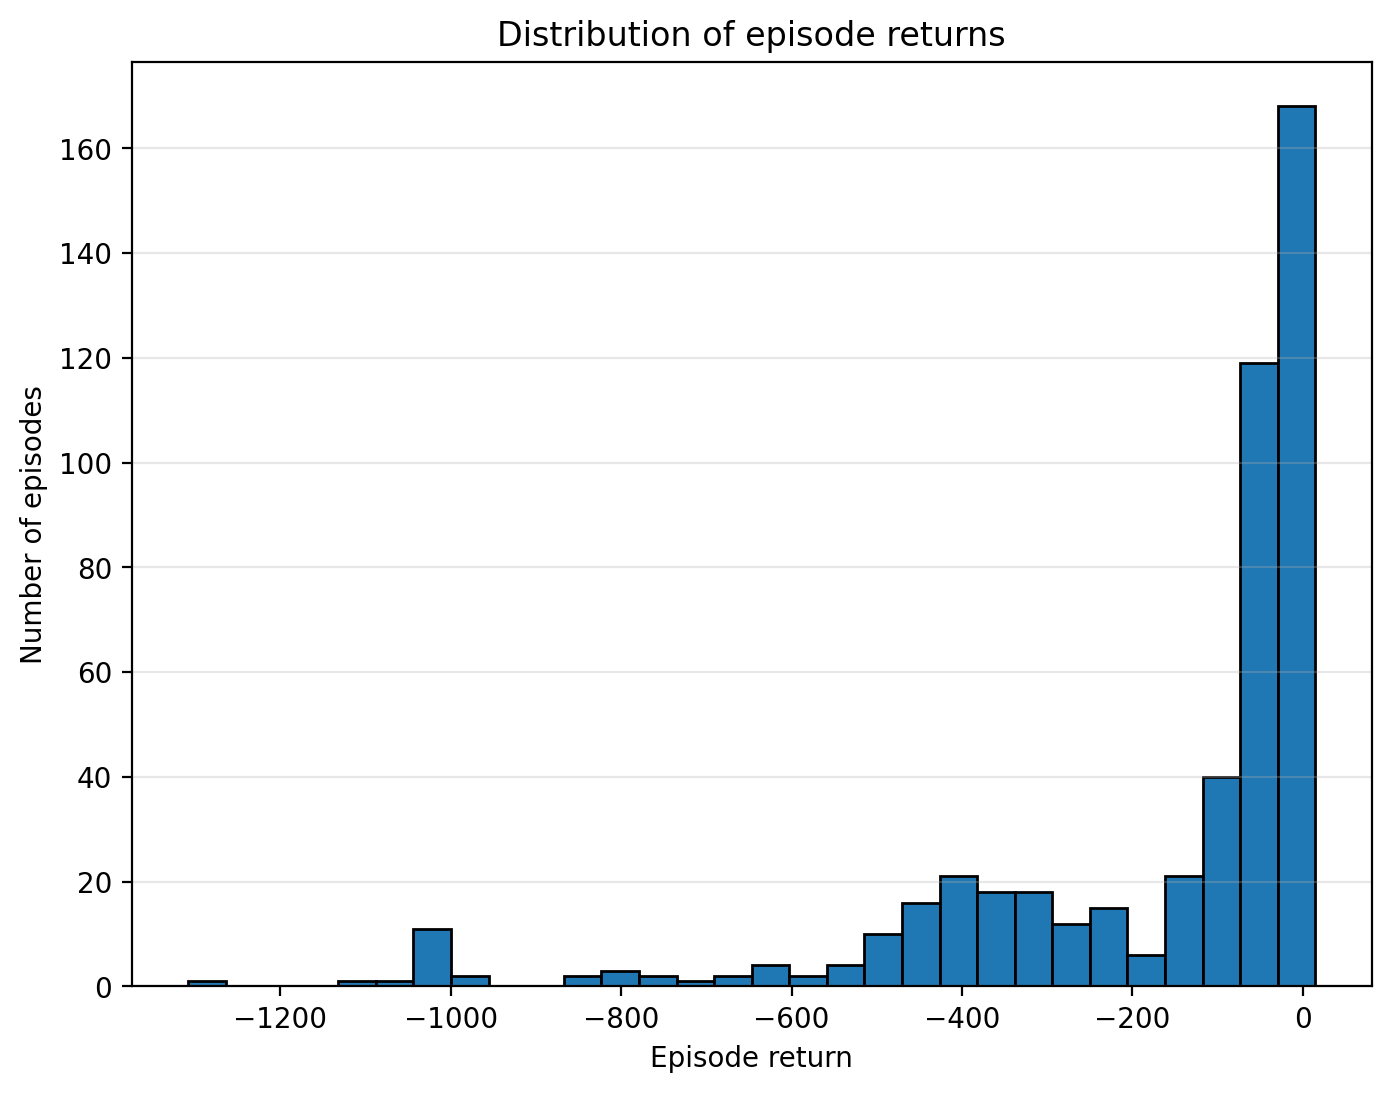 Distribution of episode returns
Number of episodes
160
140
120
100
80
60
40
20
0
−1200 −1000 −800 −600 −400 −200 0
Episode return